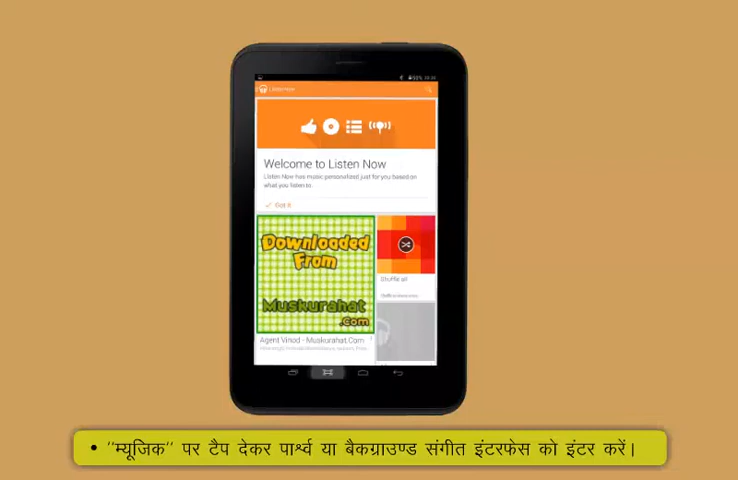 Listen Now
Welcome to Listen Now
Listen Now has music personalized just for you based on
what you listen to.
Got it
Downloaded
From
Muskurahat
.Com
Shuffle all
Agent Vinod - Muskurahat.Com
• "म्यूजिक" पर टैप देकर पार्श्व या बैकग्राउण्ड संगीत इंटरफेस को इंटर करें।